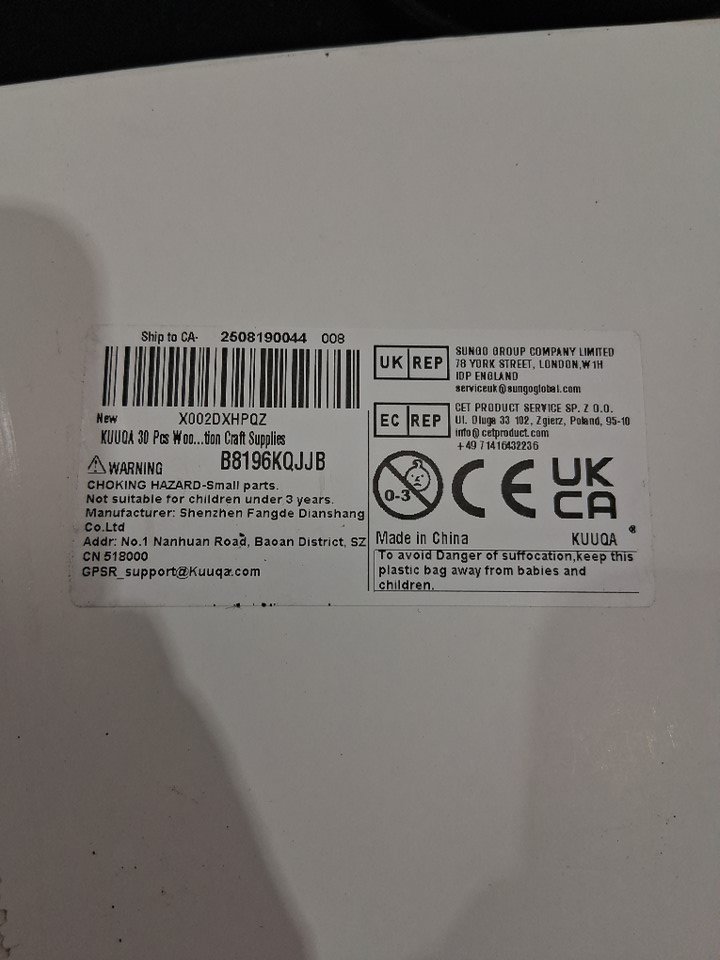 Ship to CA- 2508190044 008
New X002DXHPQZ
KUUQA 30 Pcs Woo...tion Craft Supplies
WARNING B8196KQJJB
CHOKING HAZARD-Small parts.
Not suitable for children under 3 years.
Manufacturer: Shenzhen Fangde Dianshang
Co.Ltd
Addr: No.1 Nanhuan Road, Baoan District, SZ
CN 518000
GPSR_support@Kuuqa.com
UK REP
SUNGO GROUP COMPANY LIMITED
78 YORK STREET, LONDON,W1H
1DP ENGLAND
serviceuk@sungoglobal.com
EC REP
CET PRODUCT SERVICE SP. Z O.O.
Ul. Dluga 33 102, Zgierz, Poland, 95-10
info@cetproduct.com
+49 71416432236
0-3
CE
UK
CA
Made in China KUUQA ®
To avoid Danger of suffocation,keep this
plastic bag away from babies and
children.